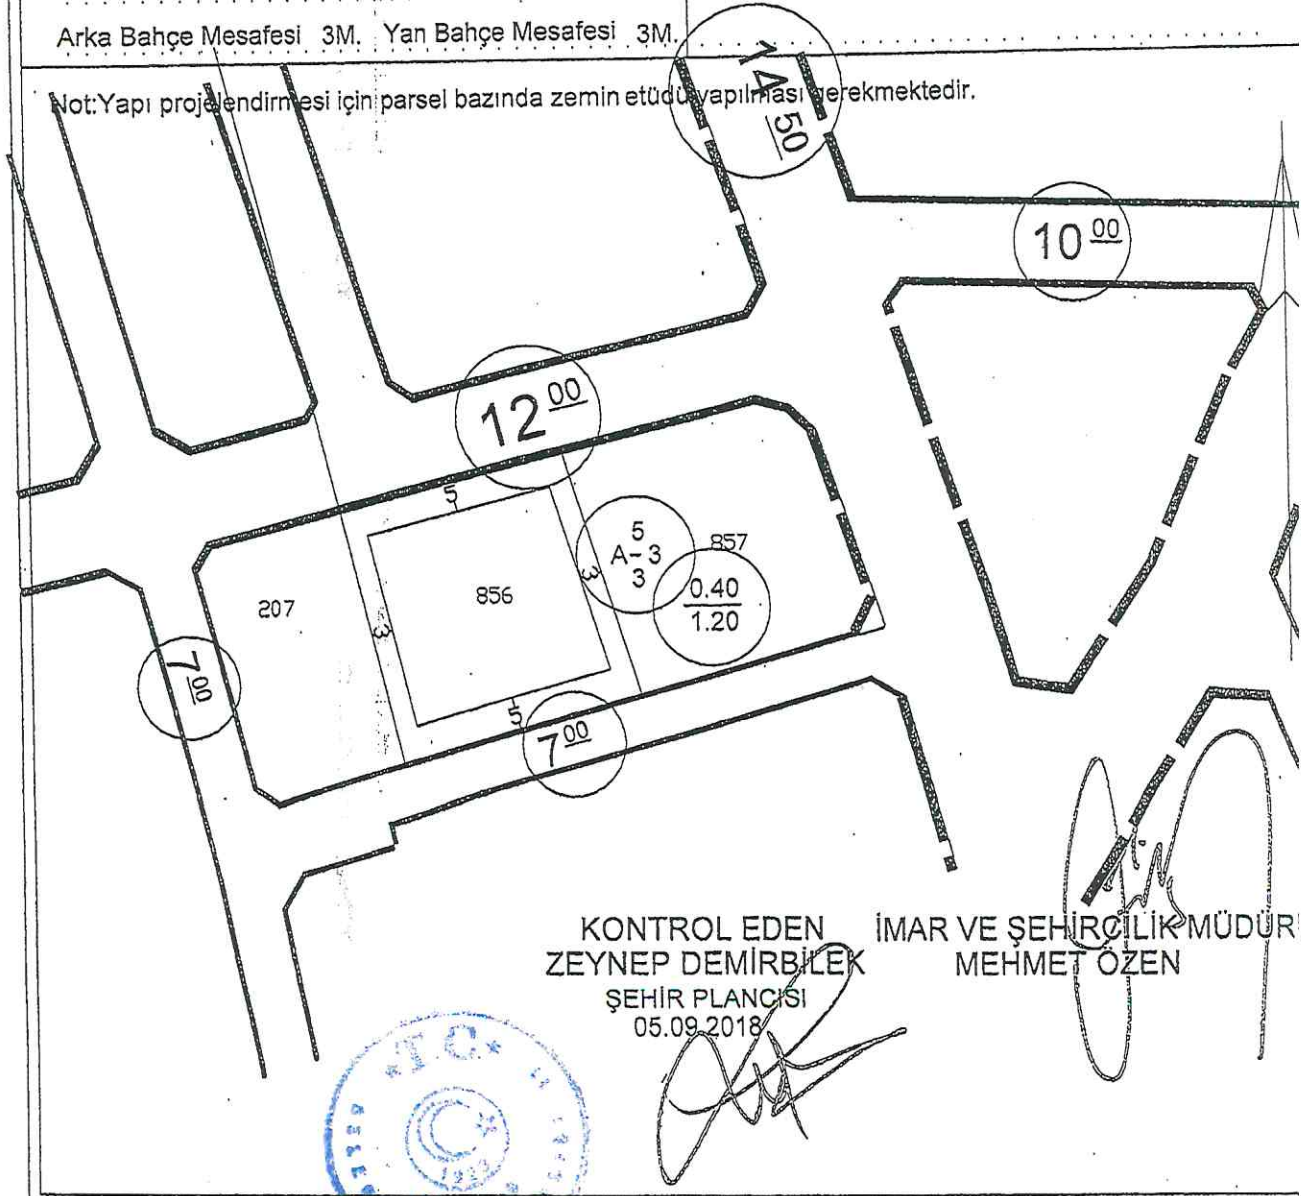 Arka Bahçe Mesafesi 3M. Yan Bahçe Mesafesi 3M.
Not:Yapı projelendirmesi için parsel bazında zemin etüdü yapılması gerekmektedir.
14 50
10 00
12 00
5
5
A-3
3
857
0.40
1.20
3
856
207
3
7 00
5
7 00
KONTROL EDEN
ZEYNEP DEMİRBİLEK
ŞEHİR PLANCISI
05.09.2018
İMAR VE ŞEHİRCİLİK MÜDÜR
MEHMET ÖZEN
T.C.